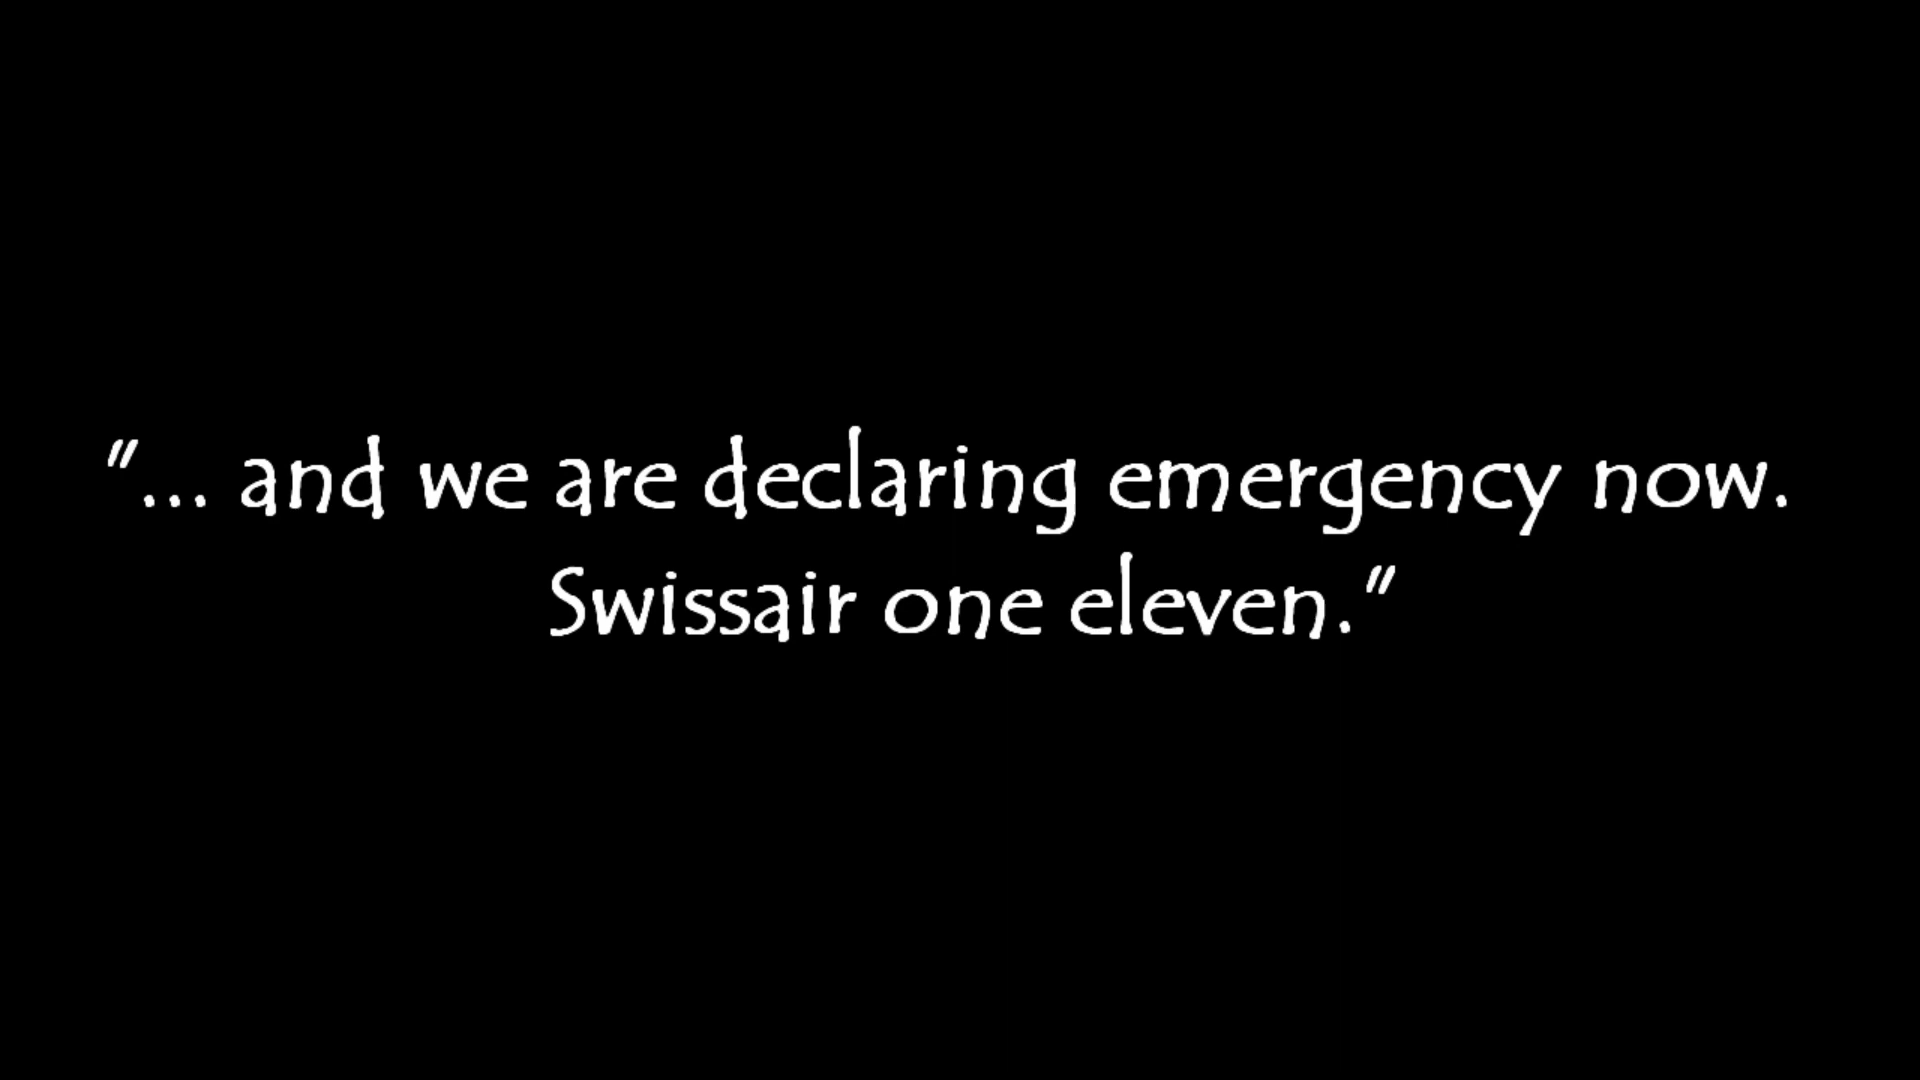 "... and we are declaring emergency now.
Swissair one eleven."